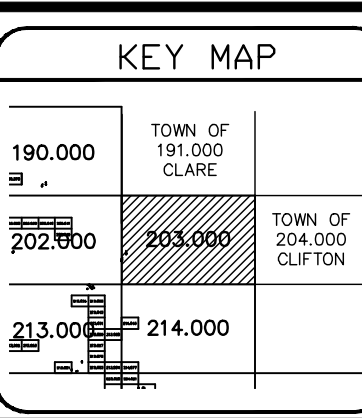 KEY MAP
190.000
TOWN OF
191.000
CLARE
202.000
203.000
TOWN OF
204.000
CLIFTON
213.000
214.000